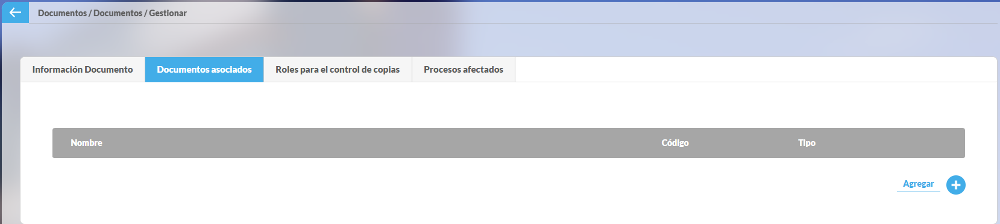 Documentos / Documentos / Gestionar
Información Documento Documentos asociados Roles para el control de copias Procesos afectados
Nombre Código Tipo
Agregar